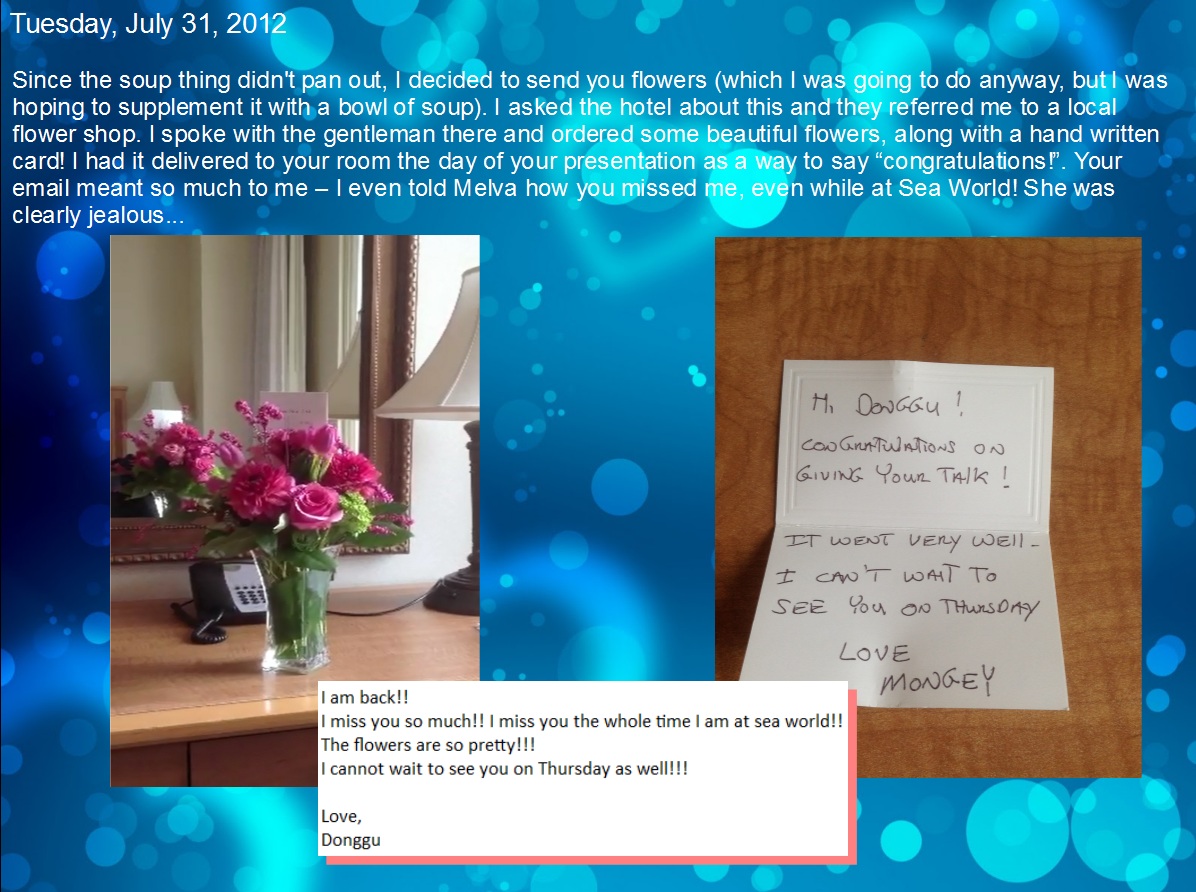 Tuesday, July 31, 2012
Since the soup thing didn't pan out, I decided to send you flowers (which I was going to do anyway, but I was
hoping to supplement it with a bowl of soup). I asked the hotel about this and they referred me to a local
flower shop. I spoke with the gentleman there and ordered some beautiful flowers, along with a hand written
card! I had it delivered to your room the day of your presentation as a way to say “congratulations!”. Your
email meant so much to me – I even told Melva how you missed me, even while at Sea World! She was
clearly jealous...
HI DONGGU !
CONGRATULATIONS ON
GIVING YOUR TALK !
IT WENT VERY WELL -
I CAN'T WAIT TO
SEE YOU ON THURSDAY
LOVE
MONGEY
I am back!!
I miss you so much!! I miss you the whole time I am at sea world!!
The flowers are so pretty!!!
I cannot wait to see you on Thursday as well!!!
Love,
Donggu